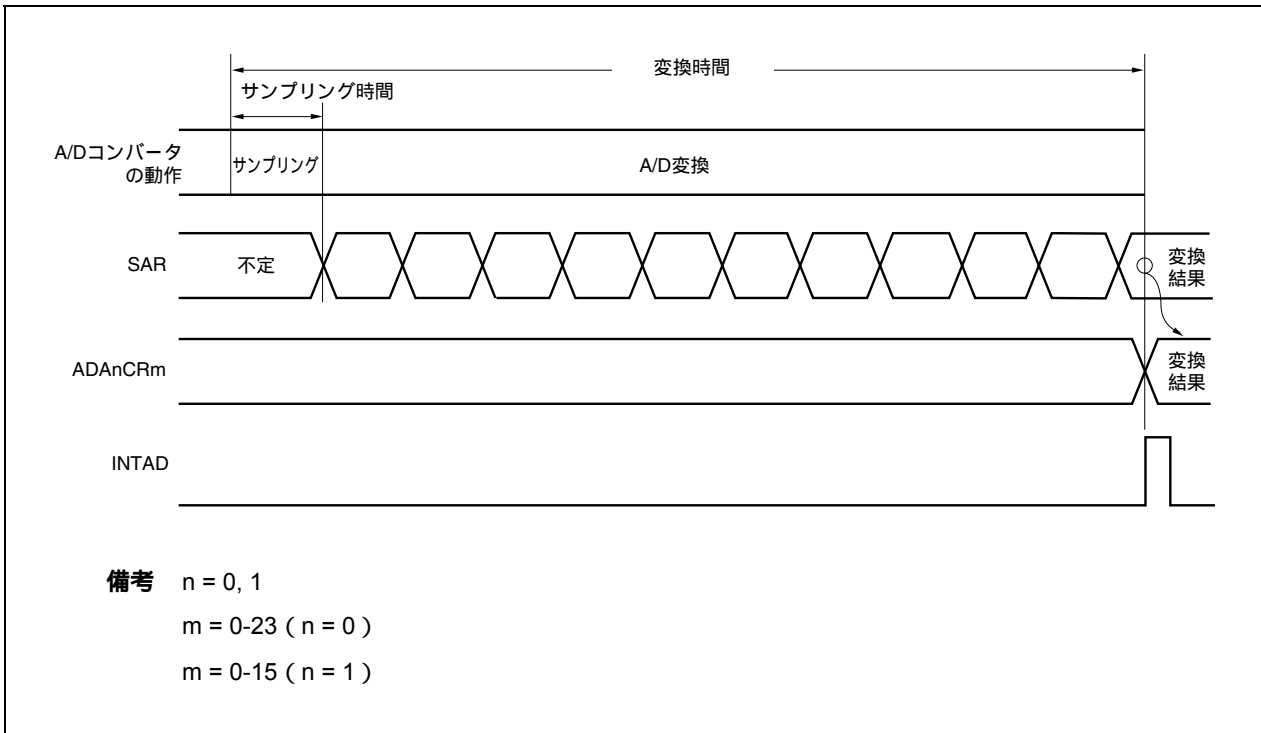 変換時間
サンプリング時間
A/Dコンバータ
の動作
サンプリング
A/D変換
SAR
不定
変換
結果
ADAnCRm
変換
結果
INTAD
備考 n = 0, 1
m = 0-23（n = 0）
m = 0-15（n = 1）